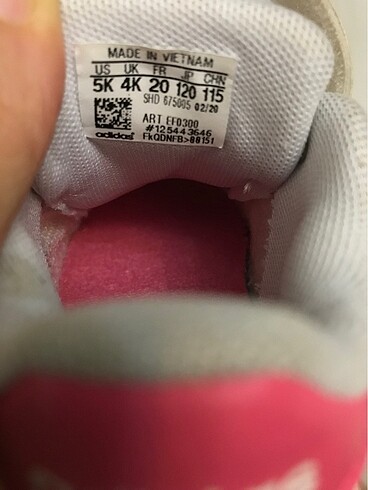 MADE IN VIETNAM
US UK FR JP CHN
5K 4K 20 120 115
SHD 675005 02/20
ART EF0300
#125443646
adidas FkQDNFB>88151